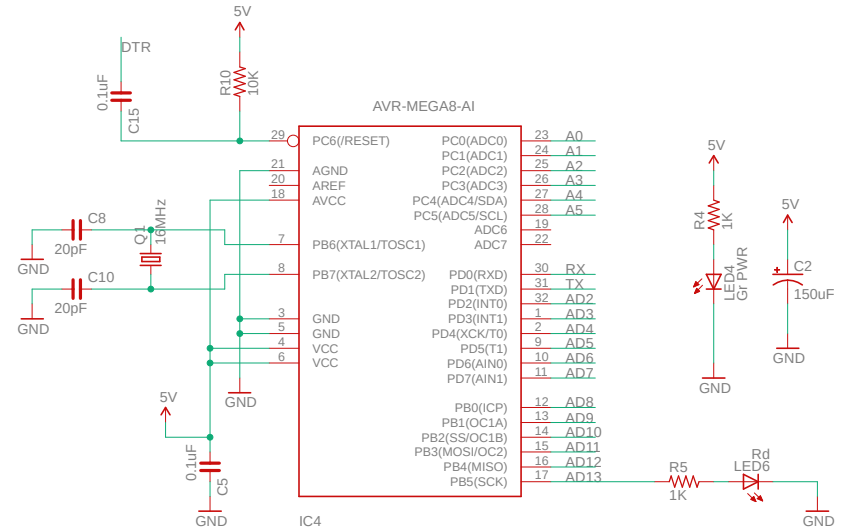 5V
DTR
R10
10K
0.1uF
C15
AVR-MEGA8-AI
29 PC6(/RESET)
21 AGND
20 AREF
18 AVCC
7 PB6(XTAL1/TOSC1)
8 PB7(XTAL2/TOSC2)
3 GND
5 GND
4 VCC
6 VCC
PC0(ADC0) 23 A0
PC1(ADC1) 24 A1
PC2(ADC2) 25 A2
PC3(ADC3) 26 A3
PC4(ADC4/SDA) 27 A4
PC5(ADC5/SCL) 28 A5
ADC6 19
ADC7 22
PD0(RXD) 30 RX
PD1(TXD) 31 TX
PD2(INT0) 32 AD2
PD3(INT1) 1 AD3
PD4(XCK/T0) 2 AD4
PD5(T1) 9 AD5
PD6(AIN0) 10 AD6
PD7(AIN1) 11 AD7
PB0(ICP) 12 AD8
PB1(OC1A) 13 AD9
PB2(SS/OC1B) 14 AD10
PB3(MOSI/OC2) 15 AD11
PB4(MISO) 16 AD12
PB5(SCK) 17 AD13
IC4
C8
20pF
GND
Q1
16MHz
C10
20pF
GND
GND
5V
0.1uF
C5
GND
5V
R4
1K
LED4
Gr PWR
GND
5V
C2
150uF
GND
R5
1K
Rd
LED6
GND